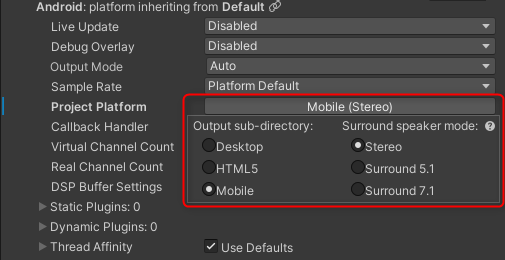 Android: platform inheriting from Default
Live Update Disabled
Debug Overlay Disabled
Output Mode Auto
Sample Rate Platform Default
Project Platform Mobile (Stereo)
Callback Handler Output sub-directory: Surround speaker mode: ?
Virtual Channel Count Desktop Stereo
Real Channel Count HTML5 Surround 5.1
DSP Buffer Settings Mobile Surround 7.1
Static Plugins: 0
Dynamic Plugins: 0
Thread Affinity Use Defaults